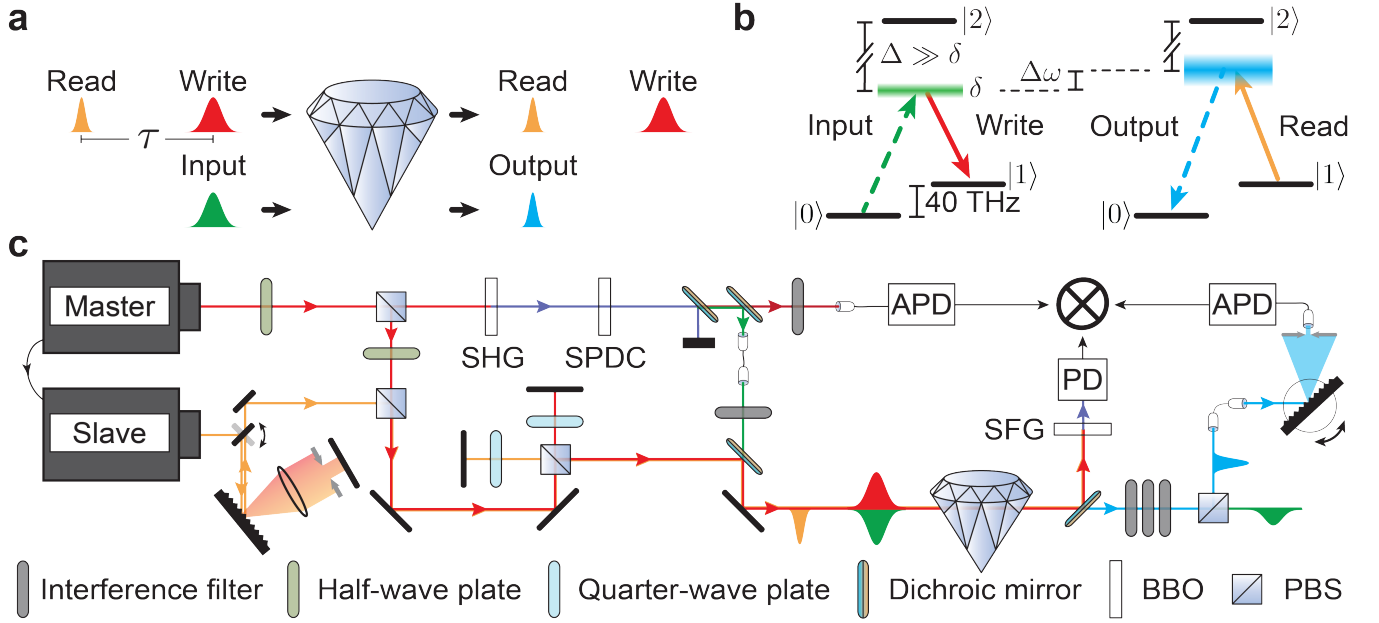 a
Read Write
τ
Input
Read Write
Output
b
|2⟩
Δ ≫ δ
δ
Δω
Input Write
|1⟩
40 THz
|0⟩
|2⟩
Output Read
|1⟩
|0⟩
c
Master
Slave
SHG SPDC
APD
APD
PD
SFG
Interference filter Half-wave plate Quarter-wave plate Dichroic mirror BBO PBS